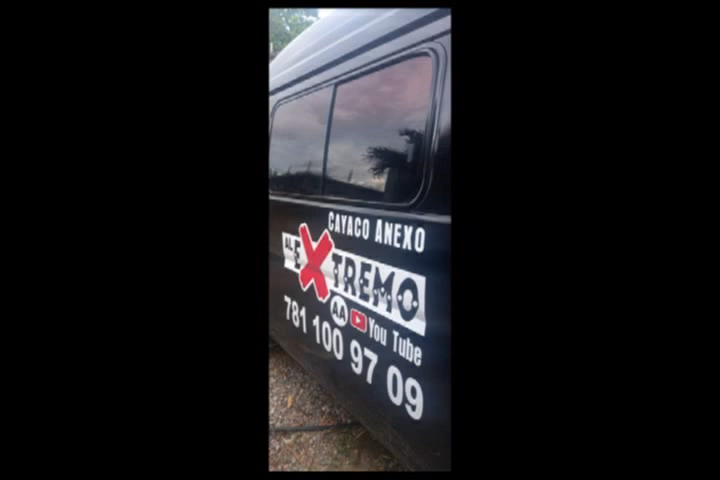 CAYACO ANEXO
AL EXTREMO
AA You Tube
781 100 97 09